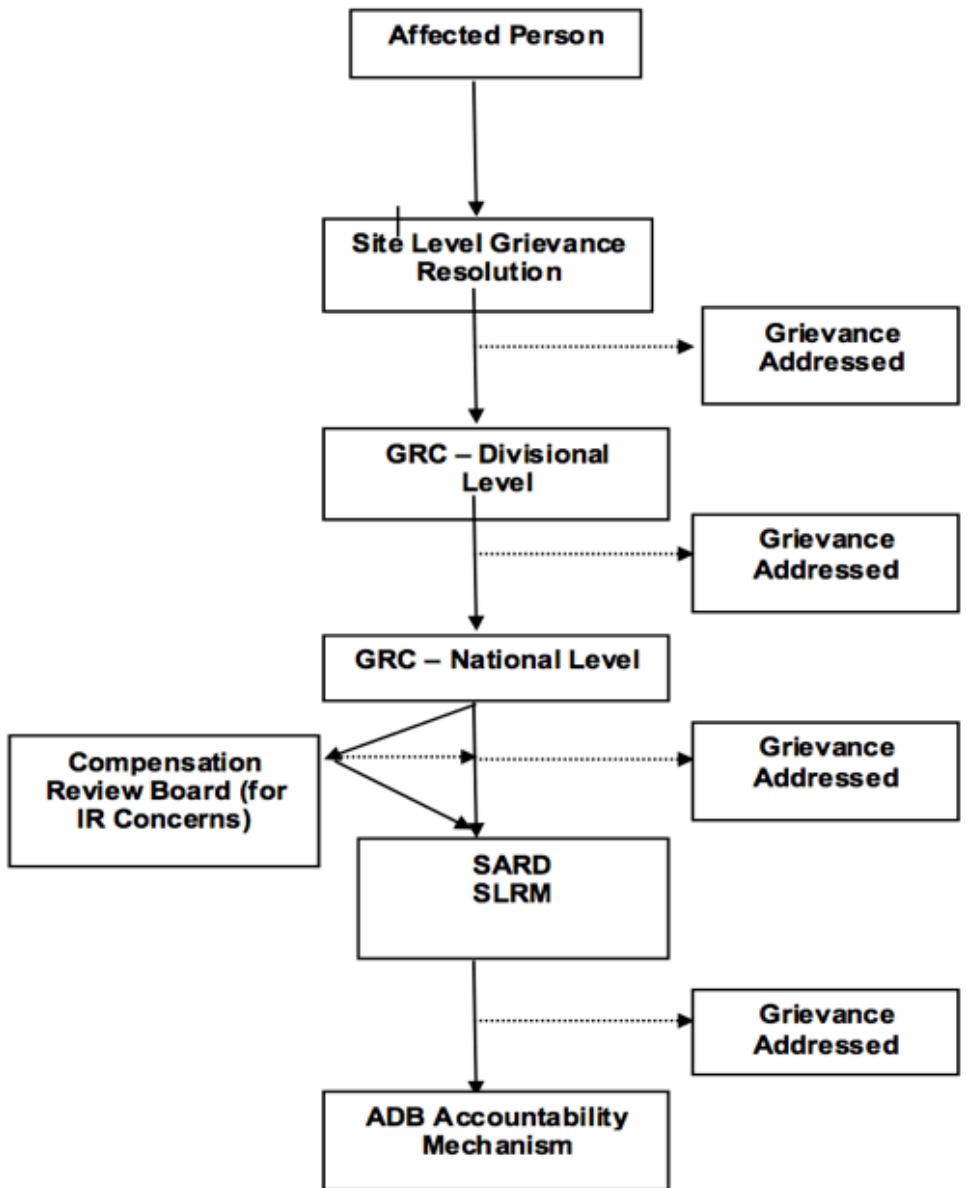 Affected Person
Site Level Grievance
Resolution
Grievance
Addressed
GRC – Divisional
Level
Grievance
Addressed
GRC – National Level
Compensation
Review Board (for
IR Concerns)
Grievance
Addressed
SARD
SLRM
Grievance
Addressed
ADB Accountability
Mechanism